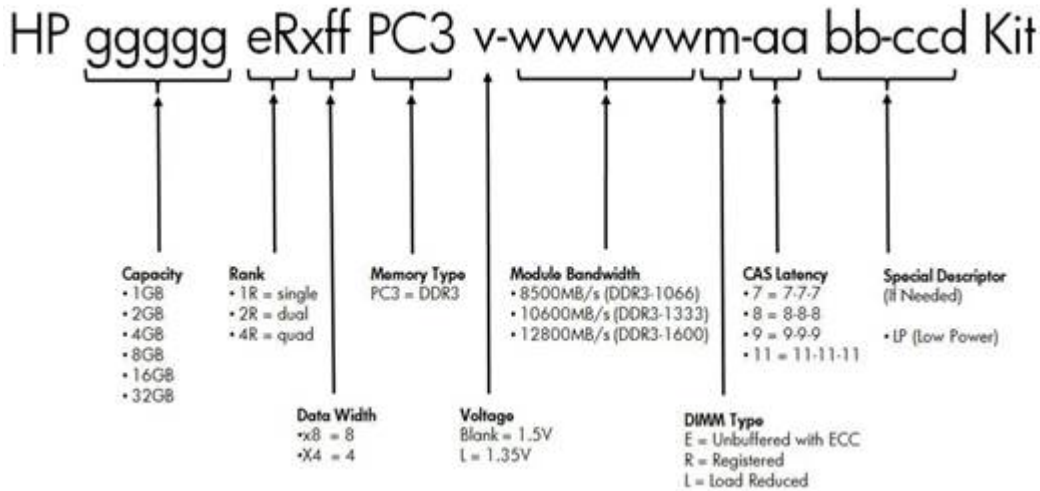 HP ggggg eRxff PC3 v-wwwwwm-aa bb-ccd Kit
Capacity
• 1GB
• 2GB
• 4GB
• 8GB
• 16GB
• 32GB
Rank
• 1R = single
• 2R = dual
• 4R = quad
Memory Type
PC3 = DDR3
Module Bandwidth
• 8500MB/s (DDR3-1066)
• 10600MB/s (DDR3-1333)
• 12800MB/s (DDR3-1600)
CAS Latency
• 7 = 7-7-7
• 8 = 8-8-8
• 9 = 9-9-9
• 11 = 11-11-11
Special Descriptor
(If Needed)
• LP (Low Power)
Data Width
•x8 = 8
•X4 = 4
Voltage
Blank = 1.5V
L = 1.35V
DIMM Type
E = Unbuffered with ECC
R = Registered
L = Load Reduced